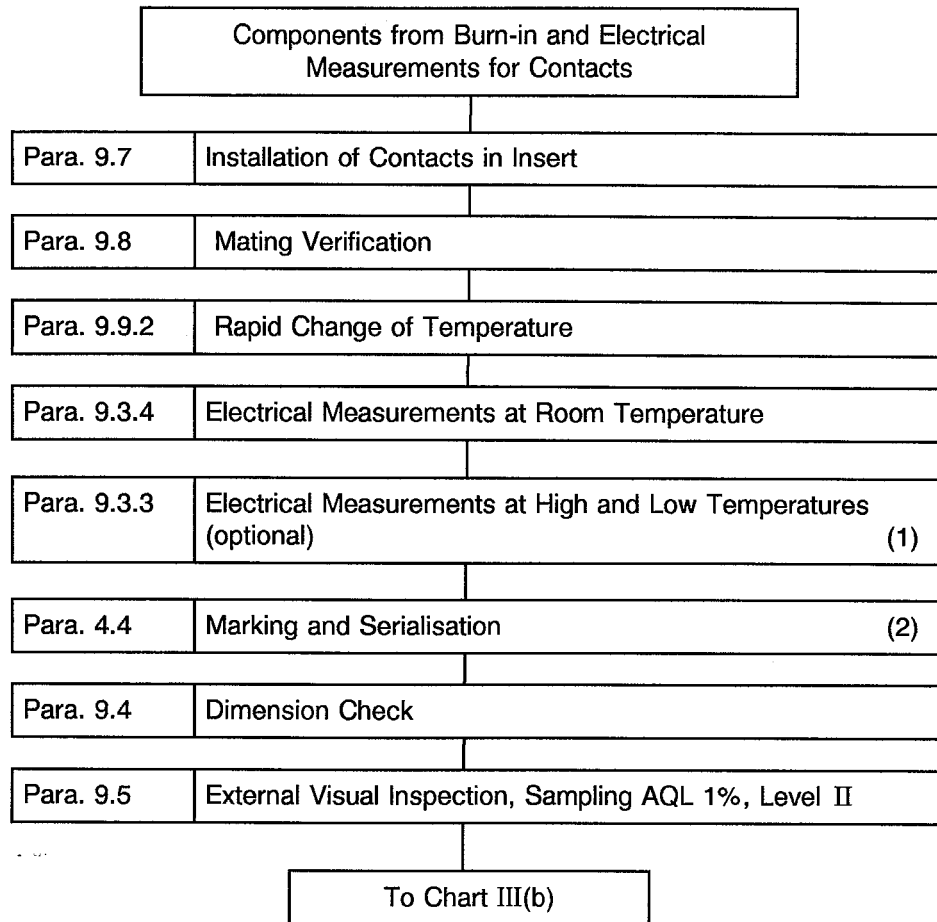 Components from Burn-in and Electrical
Measurements for Contacts
Para. 9.7 Installation of Contacts in Insert
Para. 9.8 Mating Verification
Para. 9.9.2 Rapid Change of Temperature
Para. 9.3.4 Electrical Measurements at Room Temperature
Para. 9.3.3 Electrical Measurements at High and Low Temperatures
(optional) (1)
Para. 4.4 Marking and Serialisation (2)
Para. 9.4 Dimension Check
Para. 9.5 External Visual Inspection, Sampling AQL 1%, Level II
To Chart III(b)